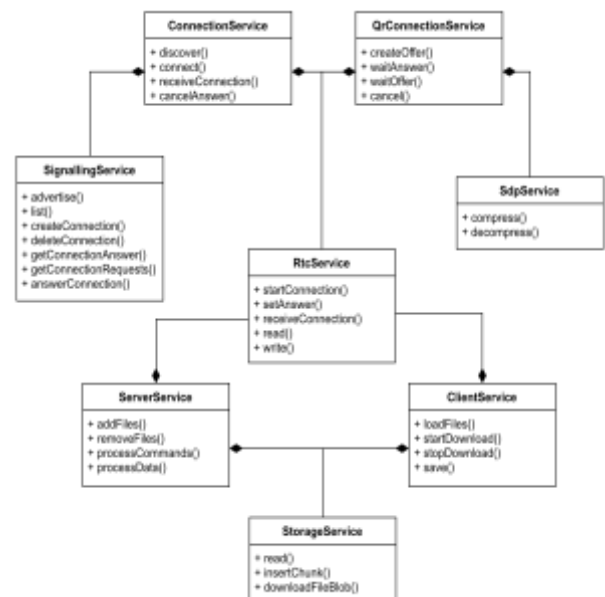 ConnectionService
+ discover()
+ connect()
+ receiveConnection()
+ cancelAnswer()
QrConnectionService
+ createOffer()
+ waitAnswer()
+ waitOffer()
+ cancel()
SignallingService
+ advertise()
+ list()
+ createConnection()
+ deleteConnection()
+ getConnectionAnswer()
+ getConnectionRequests()
+ answerConnection()
SdpService
+ compress()
+ decompress()
RtcService
+ startConnection()
+ setAnswer()
+ receiveConnection()
+ read()
+ write()
ServerService
+ addFiles()
+ removeFiles()
+ processCommands()
+ processData()
ClientService
+ loadFiles()
+ startDownload()
+ stopDownload()
+ save()
StorageService
+ read()
+ insertChunk()
+ downloadFileBlob()